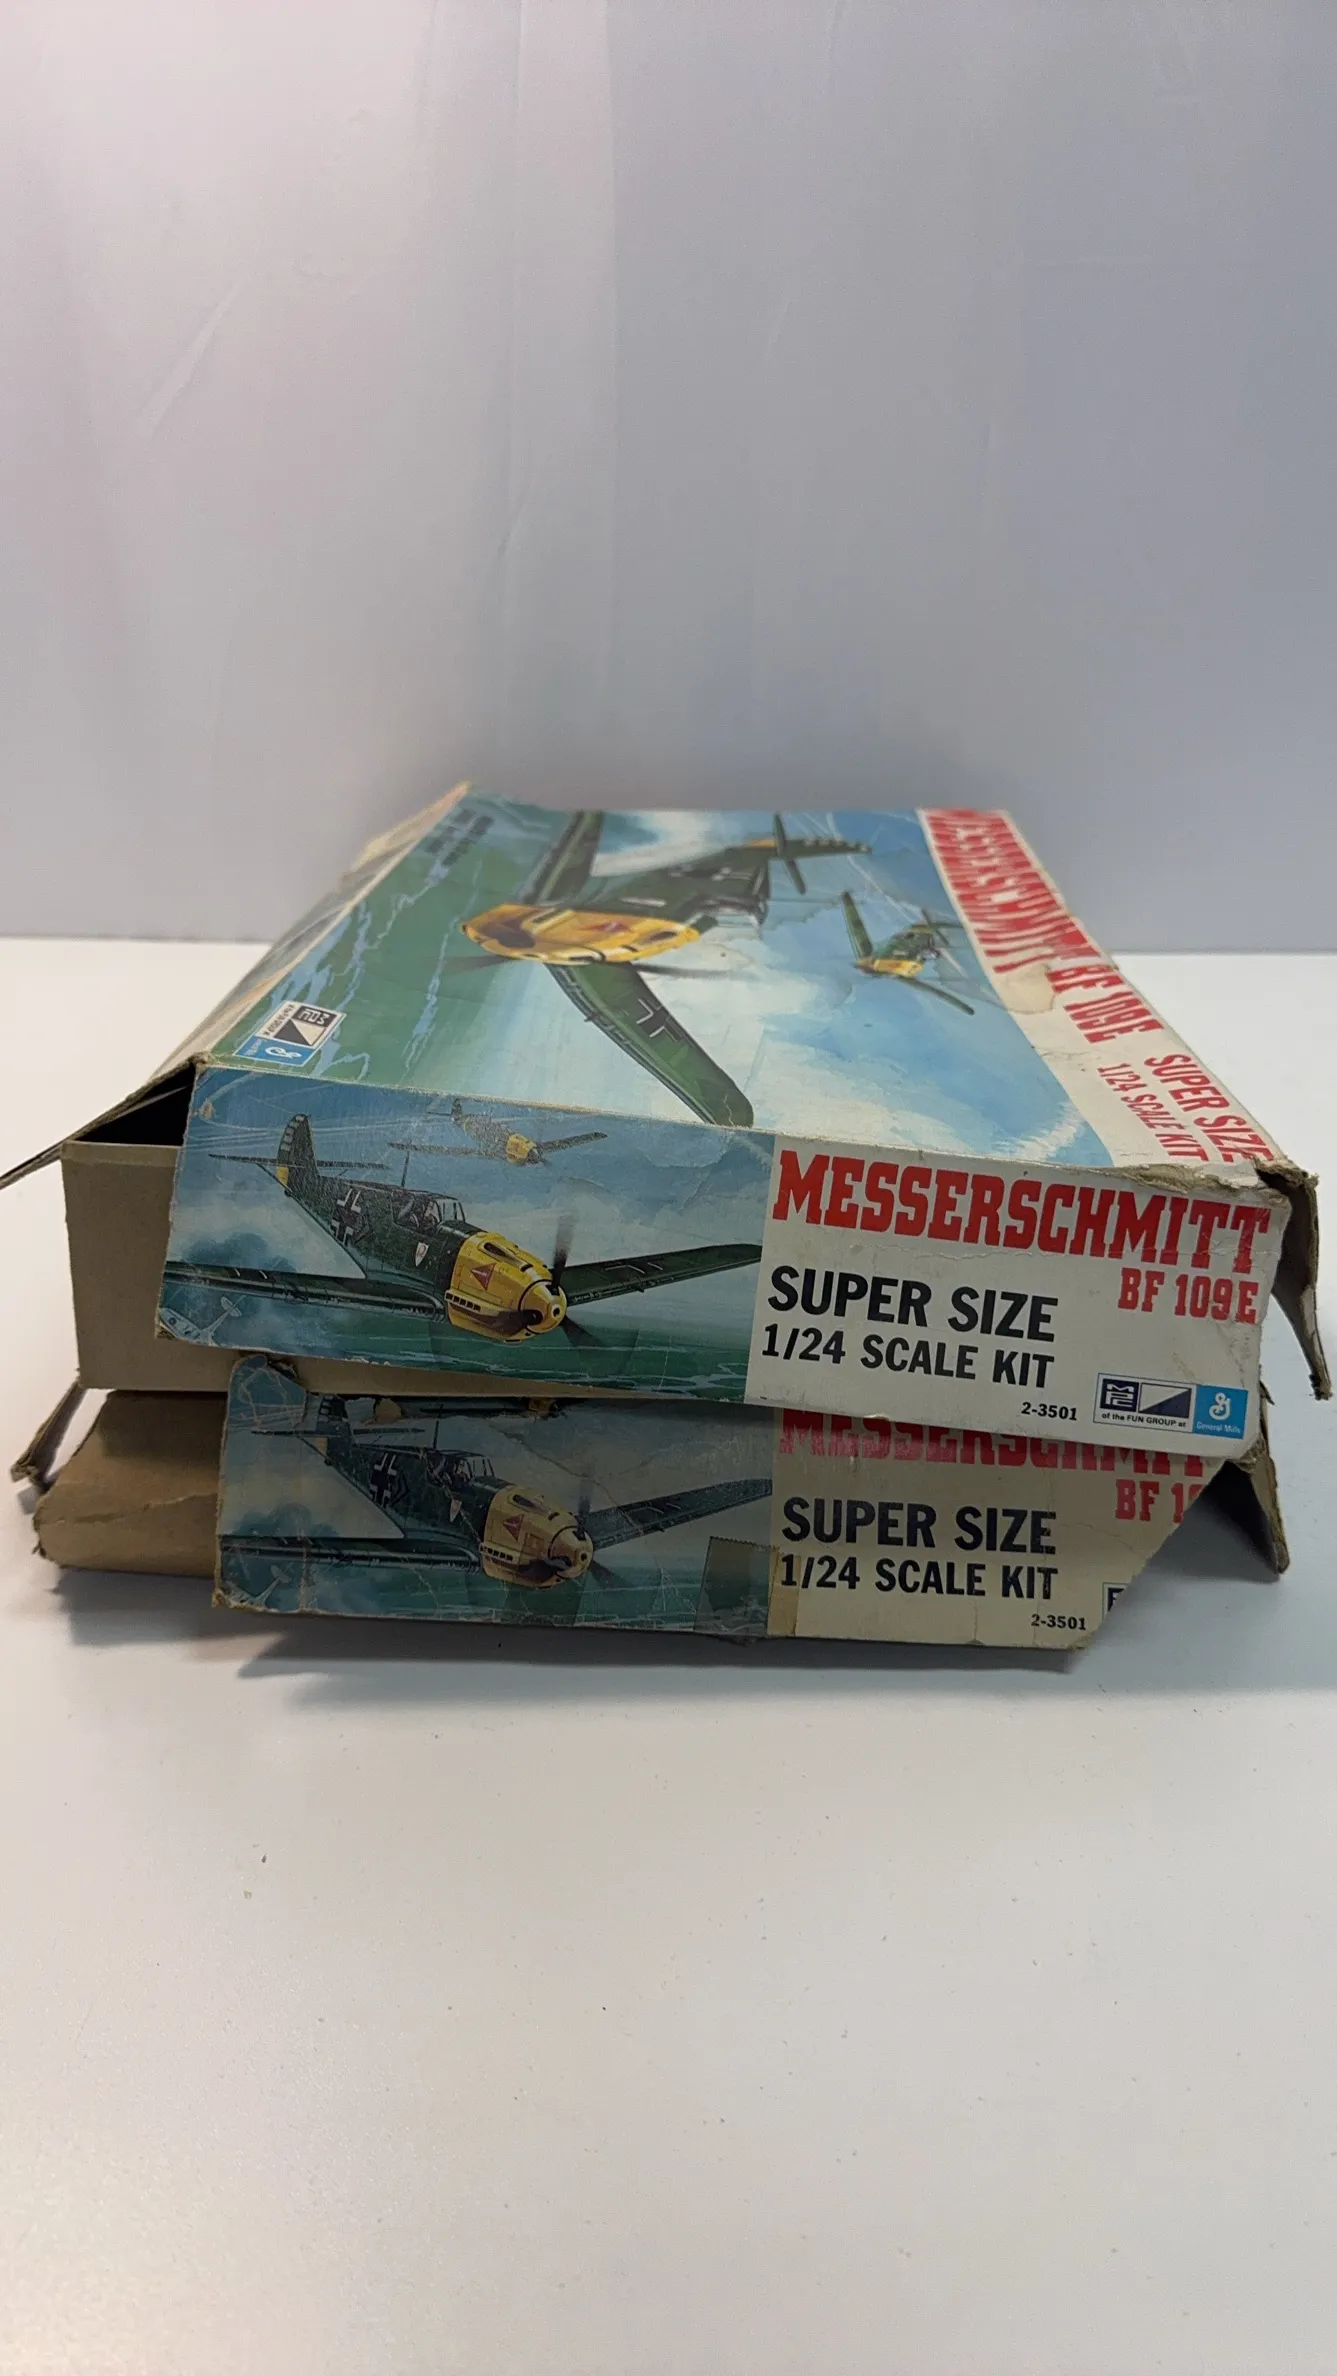 MESSERSCHMITT BF 109E
SUPER SIZE
1/24 SCALE KIT
MPC
MESSERSCHMITT
BF 109E
SUPER SIZE
1/24 SCALE KIT
2-3501
MPC
of the FUN GROUP at
General Mills
MESSERSCHMITT
BF 10
SUPER SIZE
1/24 SCALE KIT
2-3501